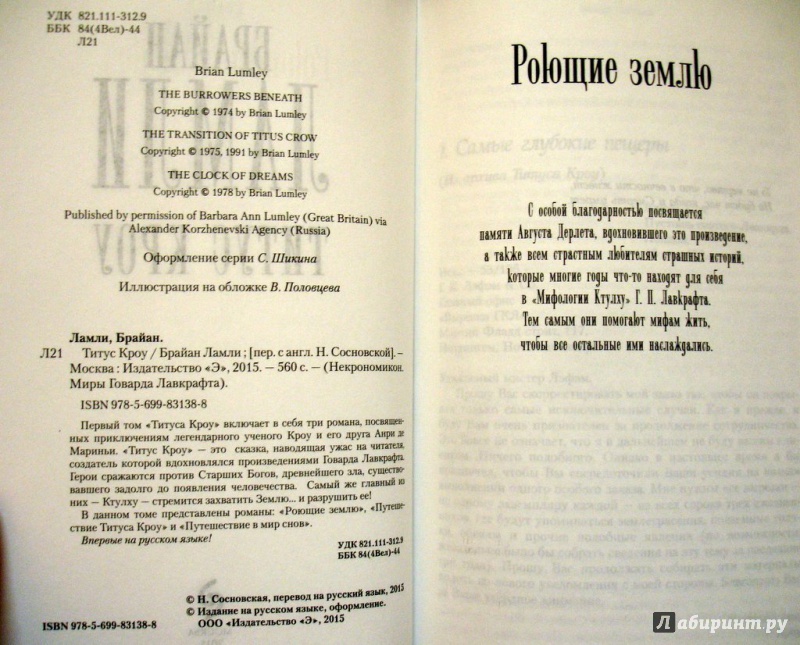 УДК 821.111-312.9
ББК 84(4Вел)-44
Л21
Brian Lumley
THE BURROWERS BENEATH
Copyright © 1974 by Brian Lumley
THE TRANSITION OF TITUS CROW
Copyright © 1975, 1991 by Brian Lumley
THE CLOCK OF DREAMS
Copyright © 1978 by Brian Lumley
Published by permission of Barbara Ann Lumley (Great Britain) via
Alexander Korzhenevski Agency (Russia)
Оформление серии С. Шикина
Иллюстрация на обложке В. Половцева
Ламли, Брайан.
Л21 Титус Кроу / Брайан Ламли ; [пер. с англ. Н. Сосновской]. –
Москва : Издательство «Э», 2015. — 560 с. — (Некрономикон.
Миры Говарда Лавкрафта).
ISBN 978-5-699-83138-8
Первый том «Титуса Кроу» включает в себя три романа, посвящен-
ных приключениям легендарного ученого Кроу и его друга Анри де
Мариньи. «Титус Кроу» — это сказка, наводящая ужас на читателя,
создатель которой вдохновлялся произведениями Говарда Лавкрафта.
Герои сражаются против Старших Богов, древнейшего зла, существо-
вавшего задолго до появления человечества. Самый же главный из
них — Ктулху — стремится захватить Землю... и разрушить ее!
В данном томе представлены романы: «Роющие землю», «Путеше-
ствие Титуса Кроу» и «Путешествие в мир снов».
Впервые на русском языке!
УДК 821.111-312.9
ББК 84(4Вел)-44
© Н. Сосновская, перевод на русский язык, 2015
© Издание на русском языке, оформление.
ООО «Издательство «Э», 2015
ISBN 978-5-699-83138-8
Роющие землю
С особой благодарностью посвящается
памяти Августа Дерлета, вдохновившего это произведение,
а также всем страстным любителям страшных историй,
которые многие годы что-то находят для себя
в «Мифологии Ктулху» Г. П. Лавкрафта.
Тем самым они помогают мифам жить,
чтобы все остальные ими наслаждались.
Лабиринт.ру